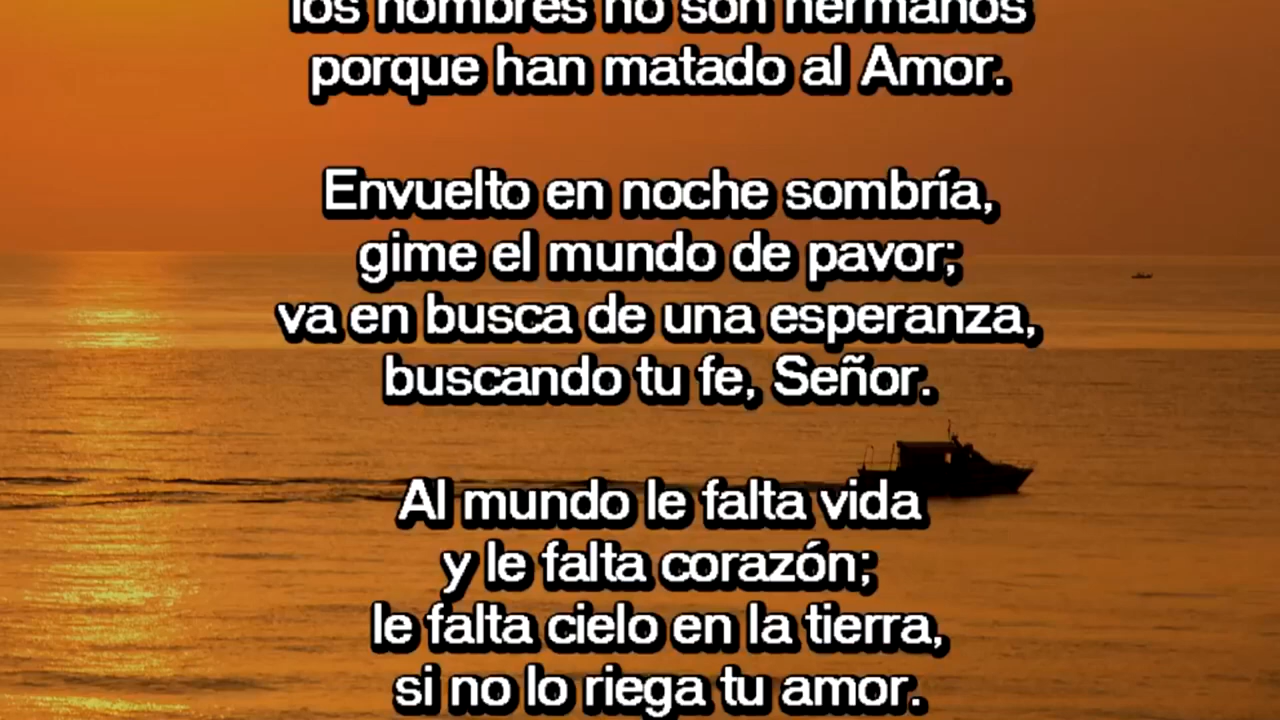 los hombres no son hermanos
porque han matado al Amor.
Envuelto en noche sombría,
gime el mundo de pavor;
va en busca de una esperanza,
buscando tu fe, Señor.
Al mundo le falta vida
y le falta corazón;
le falta cielo en la tierra,
si no lo riega tu amor.